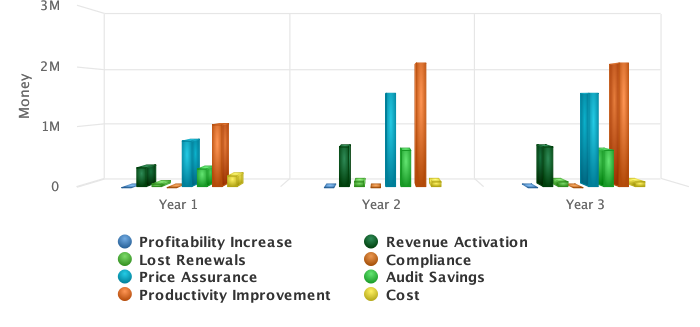 3M
2M
1M
0
Money
Year 1
Year 2
Year 3
Profitability Increase
Revenue Activation
Lost Renewals
Compliance
Price Assurance
Audit Savings
Productivity Improvement
Cost